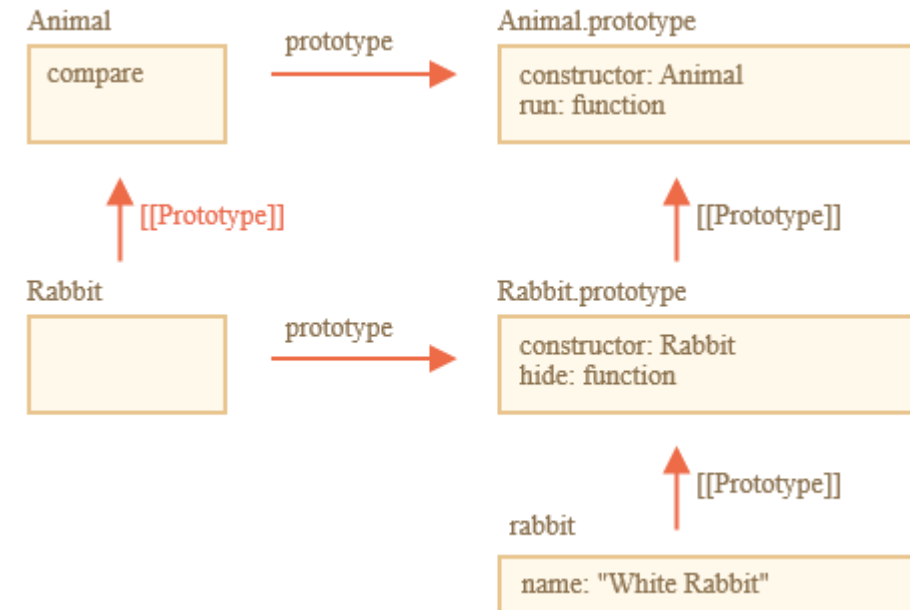 Animal
prototype
Animal.prototype
compare
constructor: Animal
run: function
[[Prototype]]
[[Prototype]]
Rabbit
prototype
Rabbit.prototype
constructor: Rabbit
hide: function
[[Prototype]]
rabbit
name: "White Rabbit"